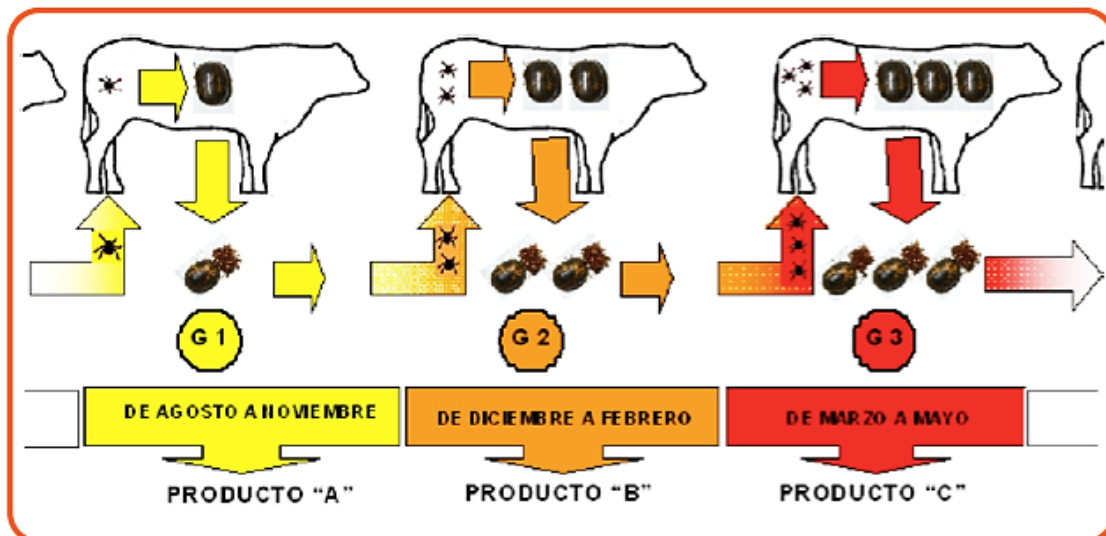 G 1
G 2
G 3
DE AGOSTO A NOVIEMBRE
DE DICIEMBRE A FEBRERO
DE MARZO A MAYO
PRODUCTO “A”
PRODUCTO “B”
PRODUCTO “C”